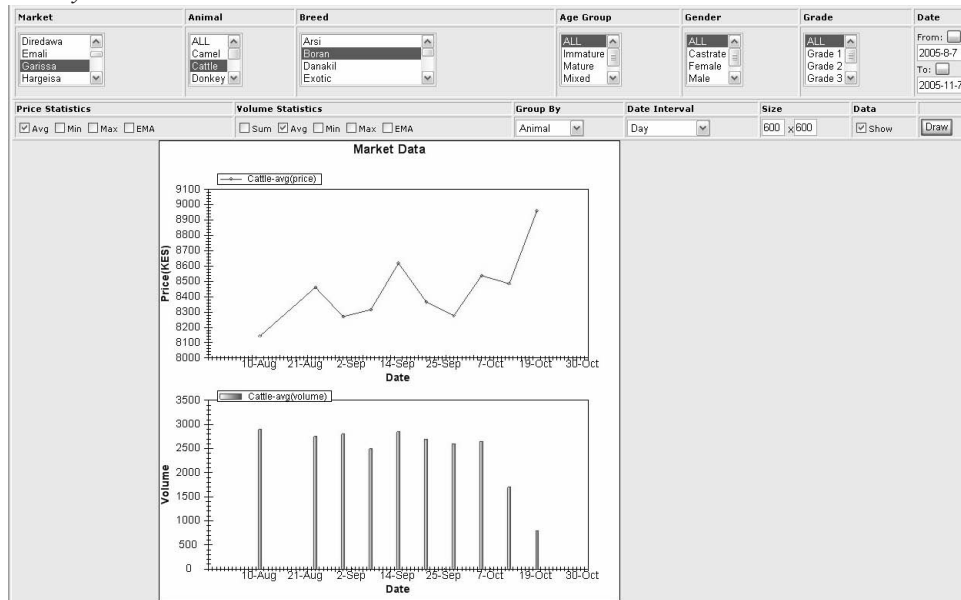 Market Animal Breed Age Group Gender Grade Date
Diredawa
Emali
Garissa
Hargeisa
ALL
Camel
Cattle
Donkey
Arsi
Boran
Danakil
Exotic
ALL
Immature
Mature
Mixed
ALL
Castrate
Female
Male
ALL
Grade 1
Grade 2
Grade 3
From:
2005-8-7
To:
2005-11-7
Price Statistics Volume Statistics Group By Date Interval Size Data
Avg Min Max EMA Sum Avg Min Max EMA Animal Day 600 x 600 Show Draw
Market Data
Cattle-avg(price)
9100
9000
8900
8800
8700
8600
8500
8400
8300
8200
8100
8000
Price(KES)
10-Aug 21-Aug 2-Sep 14-Sep 25-Sep 7-Oct 19-Oct 30-Oct
Date
Cattle-avg(volume)
3500
3000
2500
2000
1500
1000
500
0
Volume
10-Aug 21-Aug 2-Sep 14-Sep 25-Sep 7-Oct 19-Oct 30-Oct
Date